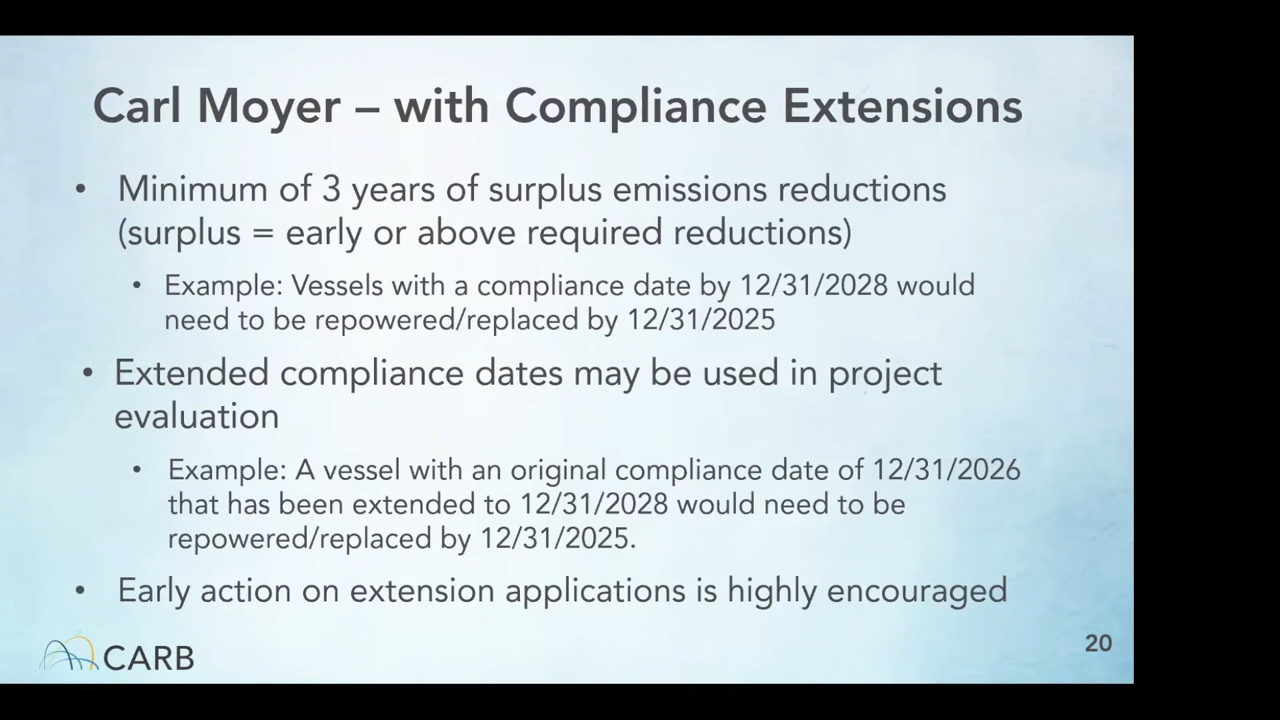 Carl Moyer – with Compliance Extensions
• Minimum of 3 years of surplus emissions reductions
(surplus = early or above required reductions)
• Example: Vessels with a compliance date by 12/31/2028 would
need to be repowered/replaced by 12/31/2025
• Extended compliance dates may be used in project
evaluation
• Example: A vessel with an original compliance date of 12/31/2026
that has been extended to 12/31/2028 would need to be
repowered/replaced by 12/31/2025.
• Early action on extension applications is highly encouraged
CARB
20